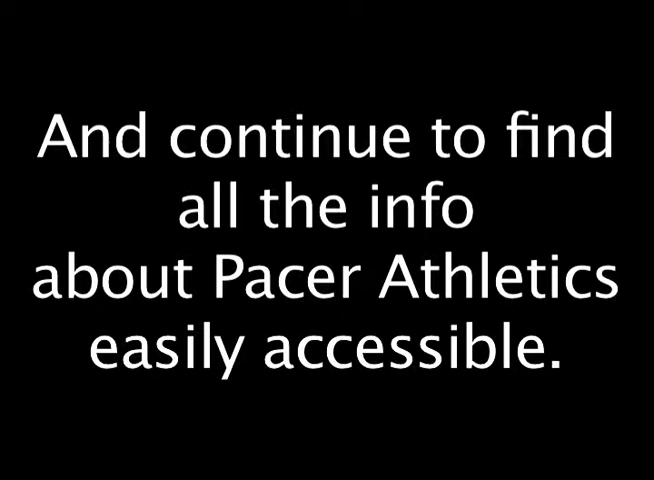 And continue to find
all the info
about Pacer Athletics
easily accessible.